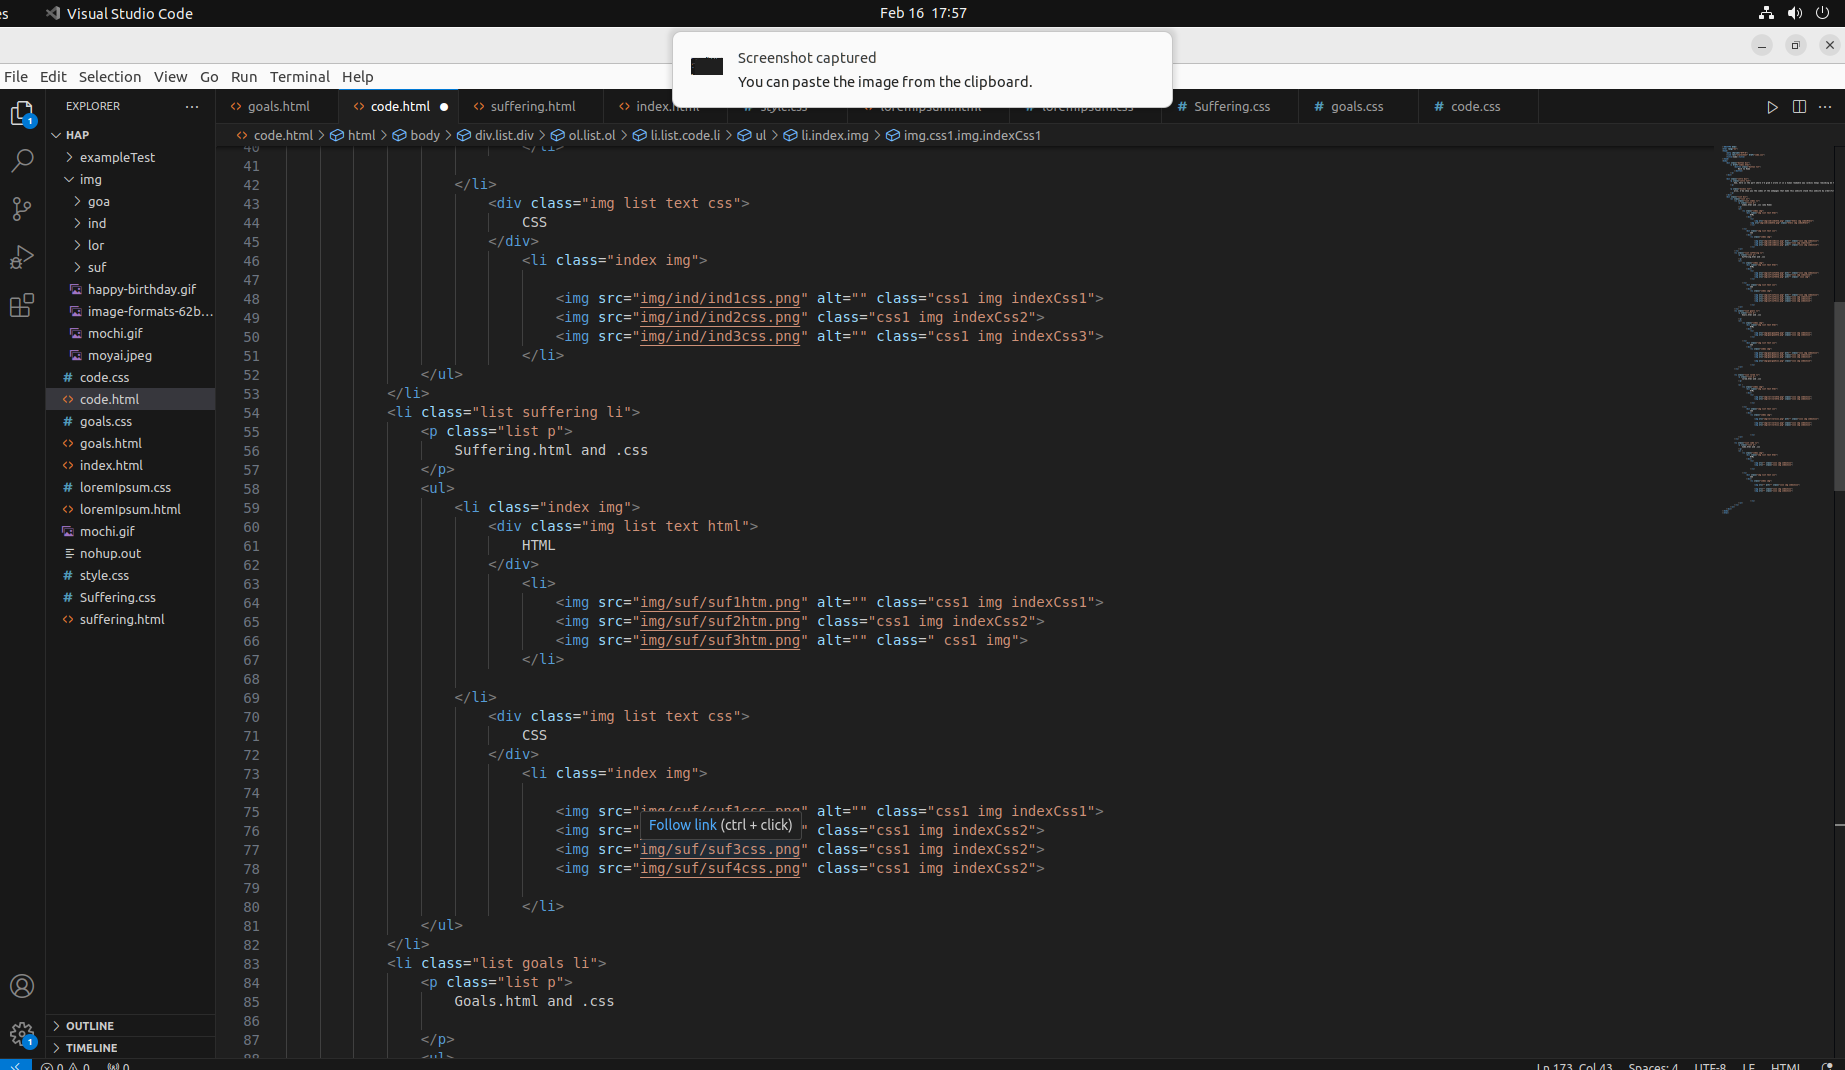 es Visual Studio Code Feb 16 17:57
Screenshot captured
You can paste the image from the clipboard.
File Edit Selection View Go Run Terminal Help
EXPLORER ... goals.html code.html suffering.html index.html style.css loremIpsum.html loremIpsum.css Suffering.css goals.css code.css
code.html > html > body > div.list.div > ol.list.ol > li.list.code.li > ul > li.index.img > img.css1.img.indexCss1
1
HAP
exampleTest
img
goa
ind
lor
suf
happy-birthday.gif
image-formats-62b...
mochi.gif
moyai.jpeg
code.css
code.html
goals.css
goals.html
index.html
loremIpsum.css
loremIpsum.html
mochi.gif
nohup.out
style.css
Suffering.css
suffering.html
OUTLINE
TIMELINE
1
40 </li>
41
42 </li>
43 <div class="img list text css">
44 CSS
45 </div>
46 <li class="index img">
47
48 <img src="img/ind/ind1css.png" alt="" class="css1 img indexCss1">
49 <img src="img/ind/ind2css.png" class="css1 img indexCss2">
50 <img src="img/ind/ind3css.png" alt="" class="css1 img indexCss3">
51 </li>
52 </ul>
53 </li>
54 <li class="list suffering li">
55 <p class="list p">
56 Suffering.html and .css
57 </p>
58 <ul>
59 <li class="index img">
60 <div class="img list text html">
61 HTML
62 </div>
63 <li>
64 <img src="img/suf/suf1htm.png" alt="" class="css1 img indexCss1">
65 <img src="img/suf/suf2htm.png" class="css1 img indexCss2">
66 <img src="img/suf/suf3htm.png" alt="" class=" css1 img">
67 </li>
68
69 </li>
70 <div class="img list text css">
71 CSS
72 </div>
73 <li class="index img">
74
75 <img src="img/suf/suf1css.png" alt="" class="css1 img indexCss1">
76 <img src=" Follow link (ctrl + click) " class="css1 img indexCss2">
77 <img src="img/suf/suf3css.png" class="css1 img indexCss2">
78 <img src="img/suf/suf4css.png" class="css1 img indexCss2">
79
80 </li>
81 </ul>
82 </li>
83 <li class="list goals li">
84 <p class="list p">
85 Goals.html and .css
86
87 </p>
88 <ul>
0 0 0 Ln 173, Col 43 Spaces: 4 UTF-8 LF HTML